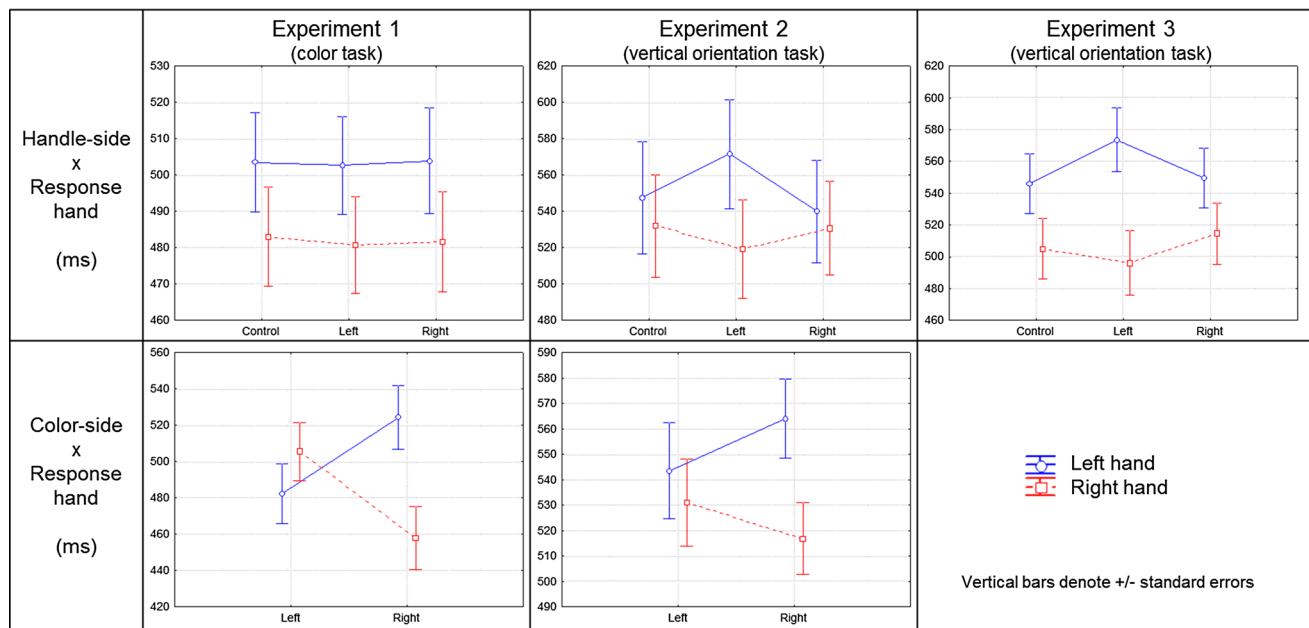 Experiment 1
(color task)
Experiment 2
(vertical orientation task)
Experiment 3
(vertical orientation task)
Handle-side
x
Response
hand
(ms)
530
520
510
500
490
480
470
460
Control
Left
Right
620
600
580
560
540
520
500
480
Control
Left
Right
620
600
580
560
540
520
500
480
460
Control
Left
Right
Color-side
x
Response
hand
(ms)
560
540
520
500
480
460
440
420
Left
Right
590
580
570
560
550
540
530
520
510
500
490
Left
Right
Left hand
Right hand
Vertical bars denote +/- standard errors